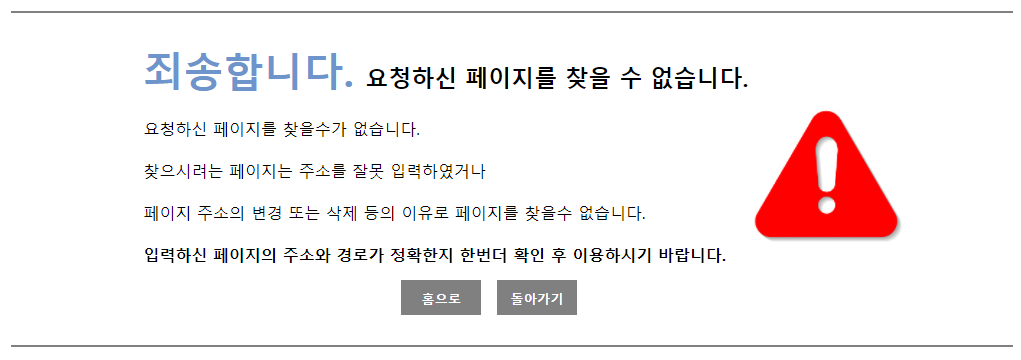 죄송합니다. 요청하신 페이지를 찾을 수 없습니다.
요청하신 페이지를 찾을수가 없습니다.
찾으시려는 페이지는 주소를 잘못 입력하였거나
페이지 주소의 변경 또는 삭제 등의 이유로 페이지를 찾을수 없습니다.
입력하신 페이지의 주소와 경로가 정확한지 한번더 확인 후 이용하시기 바랍니다.
홈으로 돌아가기